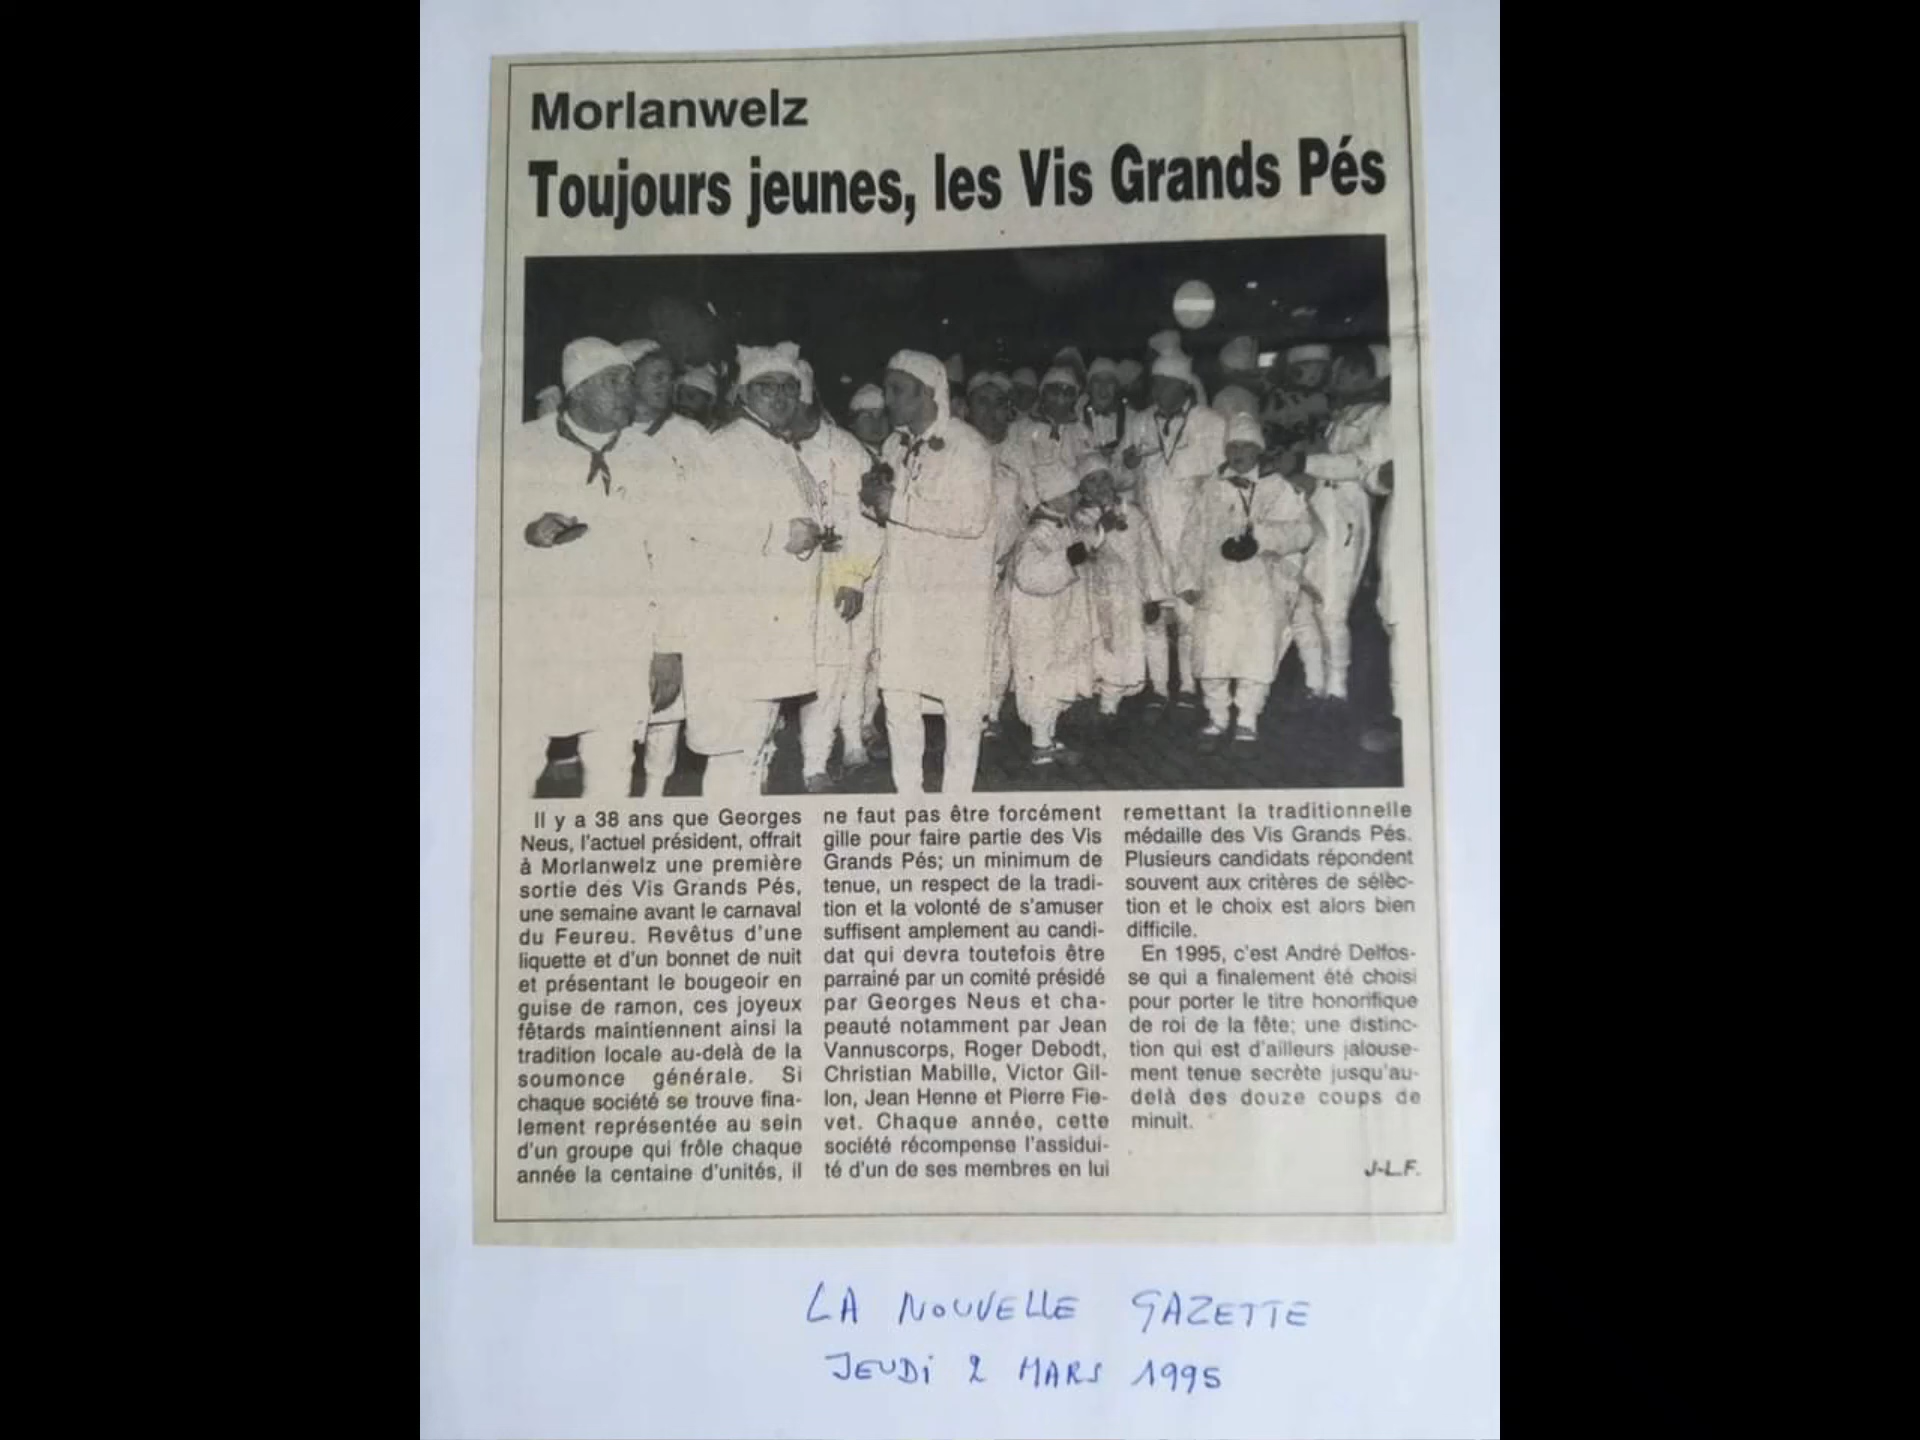 Morlanwelz
Toujours jeunes, les Vis Grands Pés
Il y a 38 ans que Georges
Neus, l'actuel président, offrait
à Morlanwelz une première
sortie des Vis Grands Pés,
une semaine avant le carnaval
du Feureu. Revêtus d'une
liquette et d'un bonnet de nuit
et présentant le bougeoir en
guise de ramon, ces joyeux
fêtards maintiennent ainsi la
tradition locale au-delà de la
soumonce générale. Si
chaque société se trouve fina-
lement représentée au sein
d'un groupe qui frôle chaque
année la centaine d'unités, il
ne faut pas être forcément
gille pour faire partie des Vis
Grands Pés; un minimum de
tenue, un respect de la tradi-
tion et la volonté de s'amuser
suffisent amplement au candi-
dat qui devra toutefois être
parrainé par un comité présidé
par Georges Neus et cha-
peauté notamment par Jean
Vannuscorps, Roger Debodt,
Christian Mabille, Victor Gil-
lon, Jean Henne et Pierre Fie-
vet. Chaque année, cette
société récompense l'assidui-
té d'un de ses membres en lui
remettant la traditionnelle
médaille des Vis Grands Pés.
Plusieurs candidats répondent
souvent aux critères de sélec-
tion et le choix est alors bien
difficile.
En 1995, c'est André Delfos-
se qui a finalement été choisi
pour porter le titre honorifique
de roi de la fête; une distinc-
tion qui est d'ailleurs jalouse-
ment tenue secrète jusqu'au-
delà des douze coups de
minuit.
J-L.F.
LA NOUVELLE GAZETTE
JEUDI 2 MARS 1995